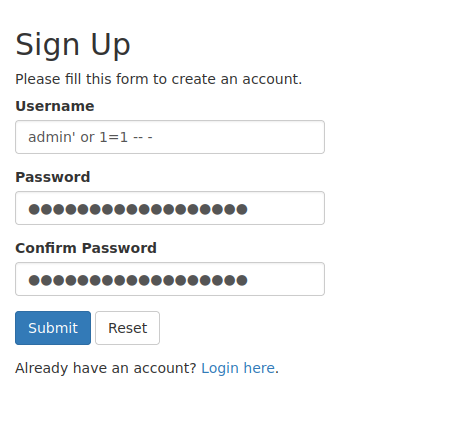 Sign Up
Please fill this form to create an account.
Username
admin' or 1=1 -- -
Password
●●●●●●●●●●●●●●●●●●
Confirm Password
●●●●●●●●●●●●●●●●●●
Submit Reset
Already have an account? Login here.